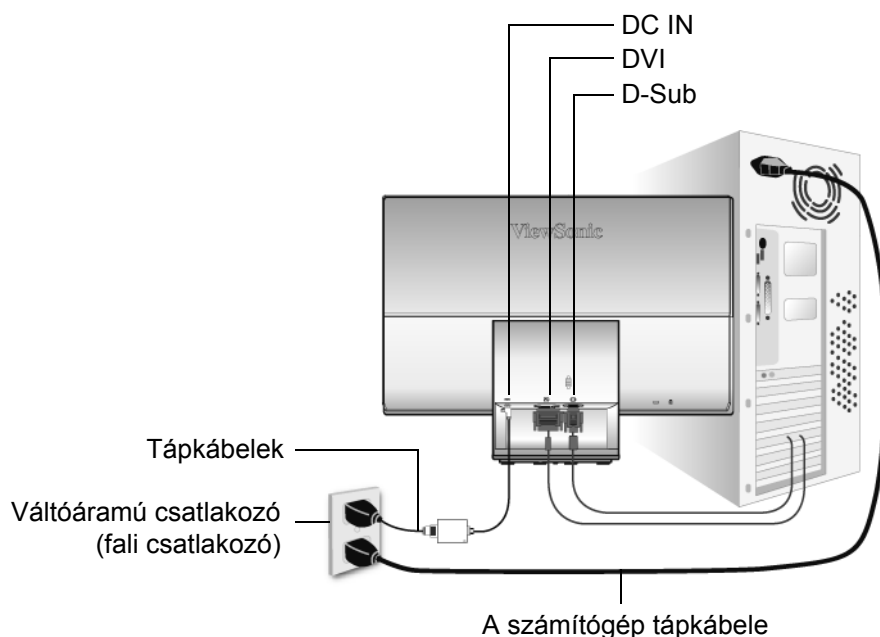 DC IN
DVI
D-Sub
ViewSonic
Tápkábelek
Váltóáramú csatlakozó
(fali csatlakozó)
A számítógép tápkábele